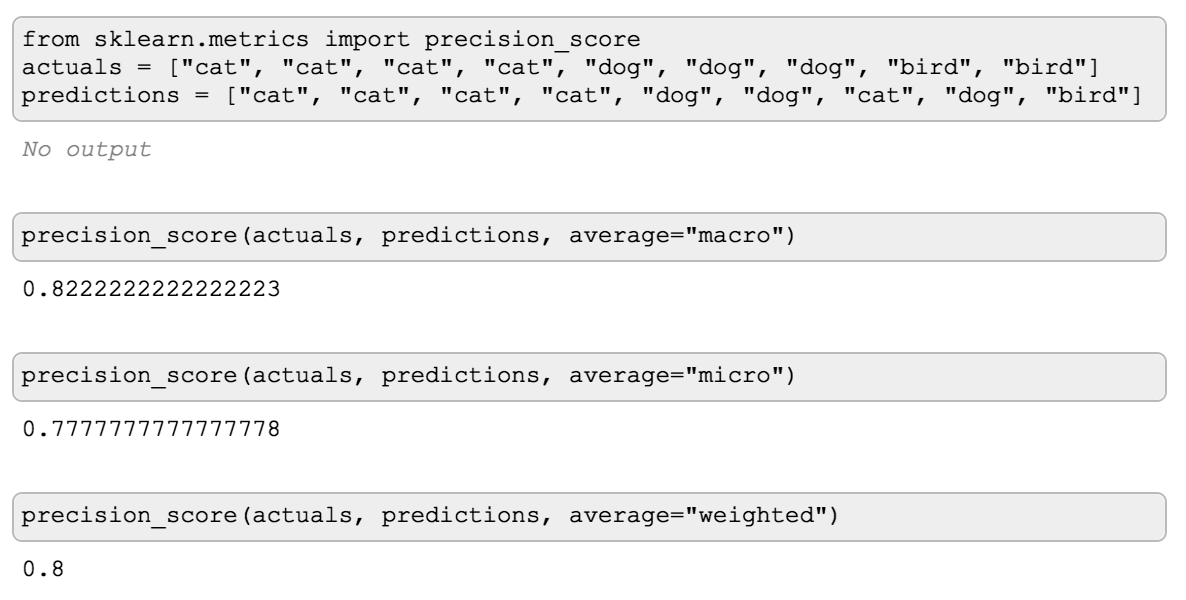 from sklearn.metrics import precision_score
actuals = ["cat", "cat", "cat", "cat", "dog", "dog", "dog", "bird", "bird"]
predictions = ["cat", "cat", "cat", "cat", "dog", "dog", "cat", "dog", "bird"]
No output
precision_score(actuals, predictions, average="macro")
0.8222222222222223
precision_score(actuals, predictions, average="micro")
0.7777777777777778
precision_score(actuals, predictions, average="weighted")
0.8